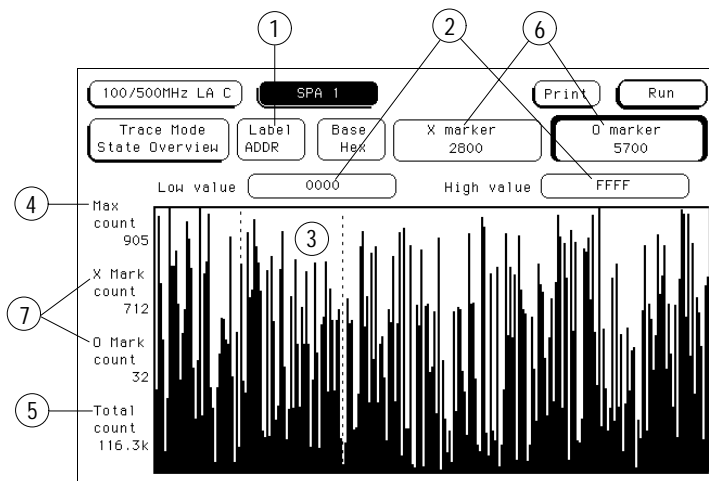 1
2
6
100/500MHz LA C
SPA 1
Print
Run
Trace Mode
State Overview
Label
ADDR
Base
Hex
X marker
2800
O marker
5700
Low value
0000
High value
FFFF
4
Max
count
905
3
X Mark
count
712
7
O Mark
count
32
5
Total
count
116.3k